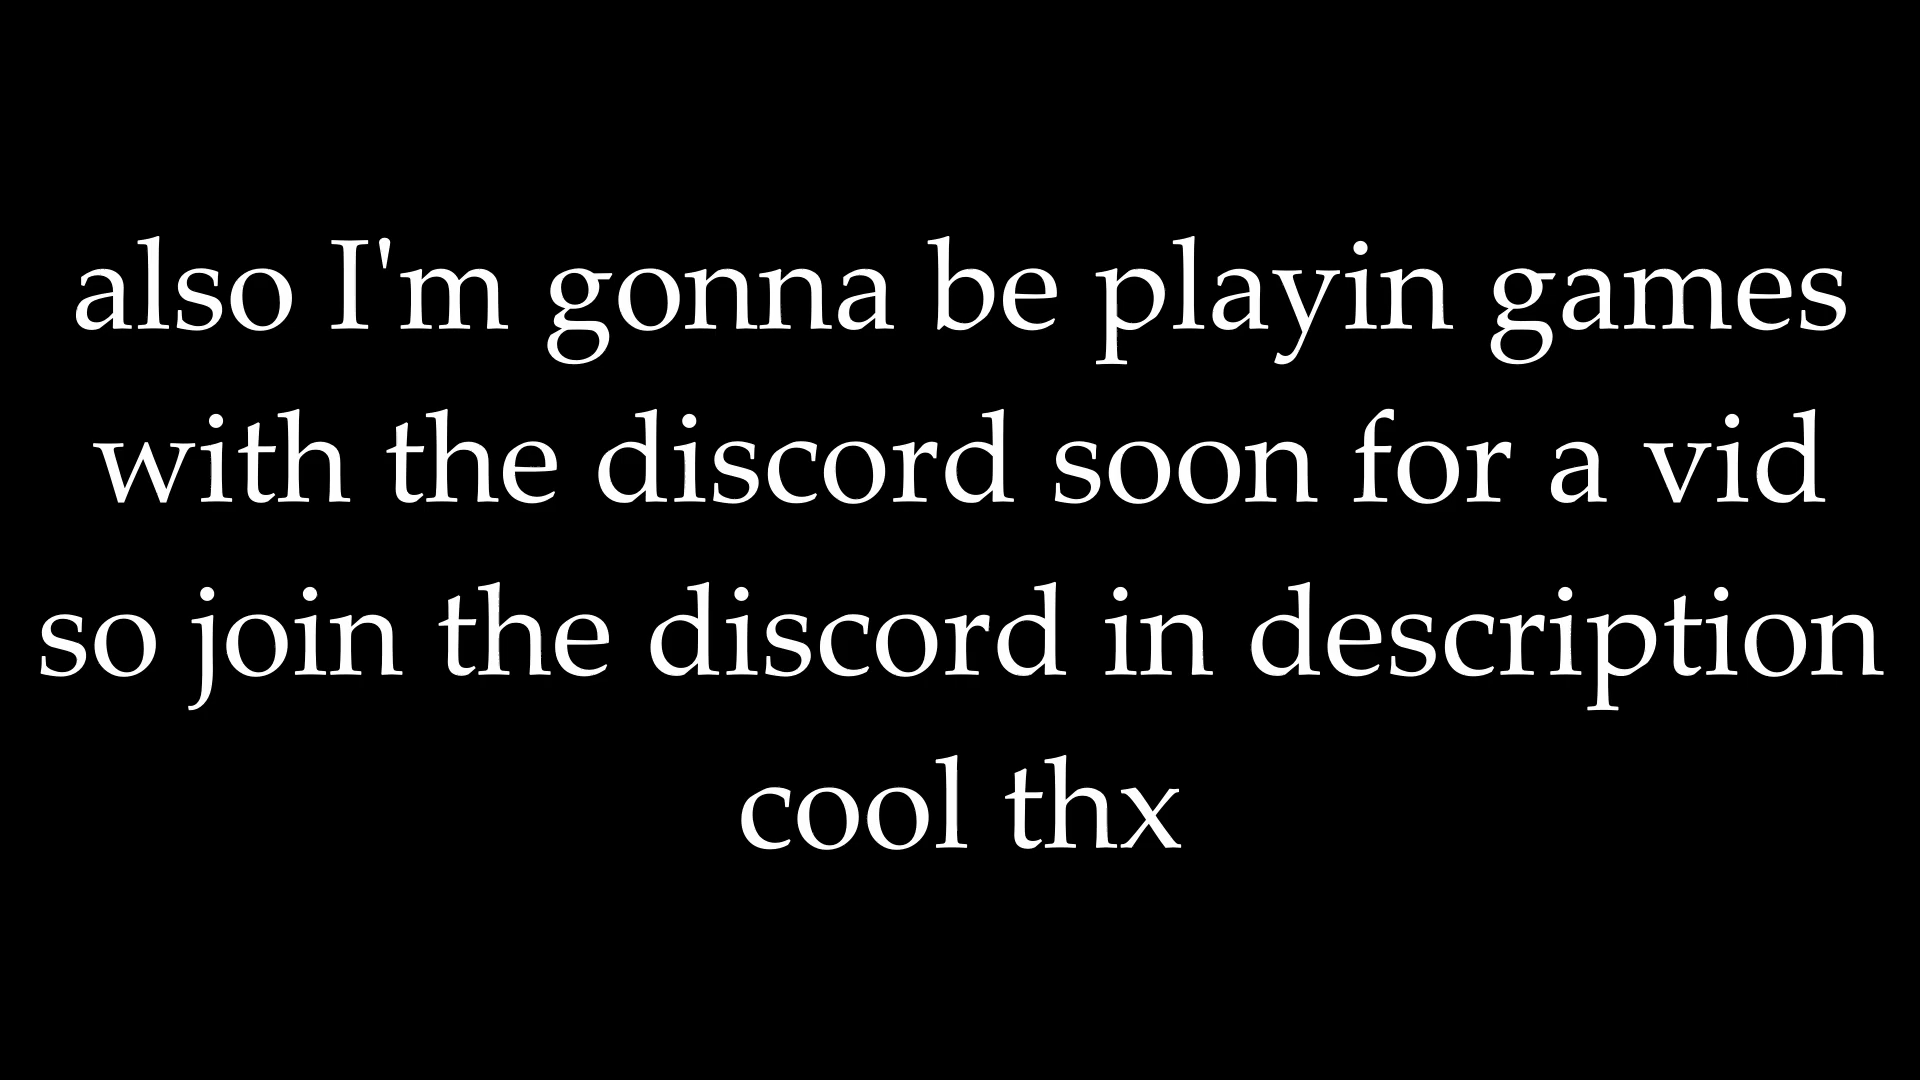 also I'm gonna be playin games
with the discord soon for a vid
so join the discord in description
cool thx